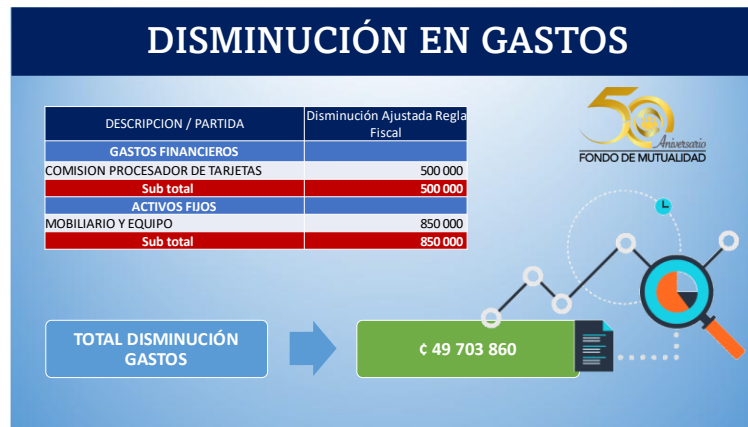 DISMINUCIÓN EN GASTOS
DESCRIPCION / PARTIDA
Disminución Ajustada Regla
Fiscal
GASTOS FINANCIEROS
COMISION PROCESADOR DE TARJETAS 500 000
Sub total 500 000
ACTIVOS FIJOS
MOBILIARIO Y EQUIPO 850 000
Sub total 850 000
50
Aniversario
FONDO DE MUTUALIDAD
TOTAL DISMINUCIÓN
GASTOS
¢ 49 703 860